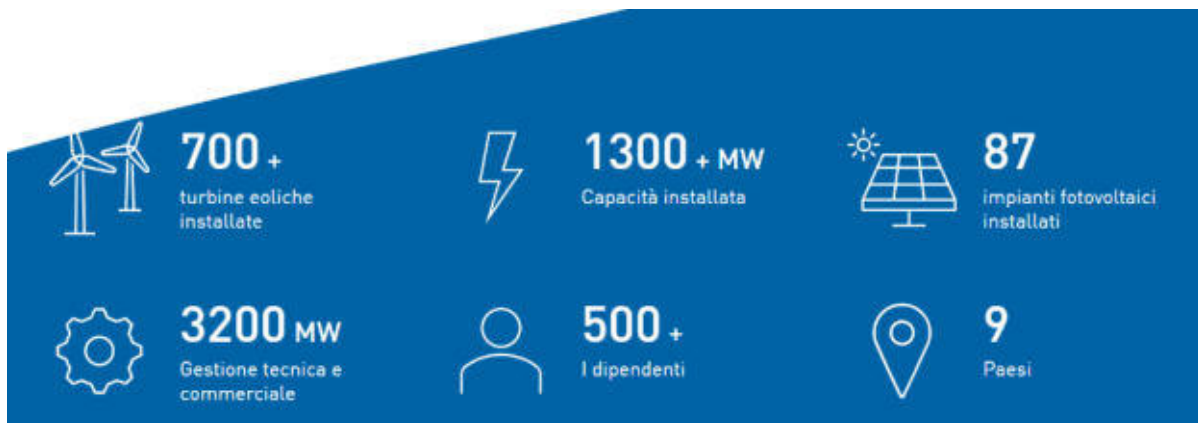 700 +
turbine eoliche
installate
1300 + MW
Capacità installata
87
impianti fotovoltaici
installati
3200 MW
Gestione tecnica e
commerciale
500 +
I dipendenti
9
Paesi